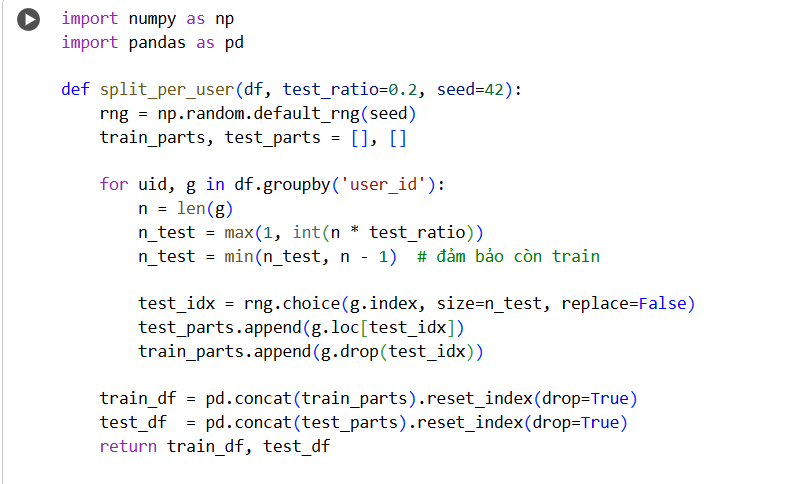 import numpy as np
import pandas as pd
def split_per_user(df, test_ratio=0.2, seed=42):
    rng = np.random.default_rng(seed)
    train_parts, test_parts = [], []
    for uid, g in df.groupby('user_id'):
        n = len(g)
        n_test = max(1, int(n * test_ratio))
        n_test = min(n_test, n - 1)  # đảm bảo còn train
        test_idx = rng.choice(g.index, size=n_test, replace=False)
        test_parts.append(g.loc[test_idx])
        train_parts.append(g.drop(test_idx))
    train_df = pd.concat(train_parts).reset_index(drop=True)
    test_df  = pd.concat(test_parts).reset_index(drop=True)
    return train_df, test_df